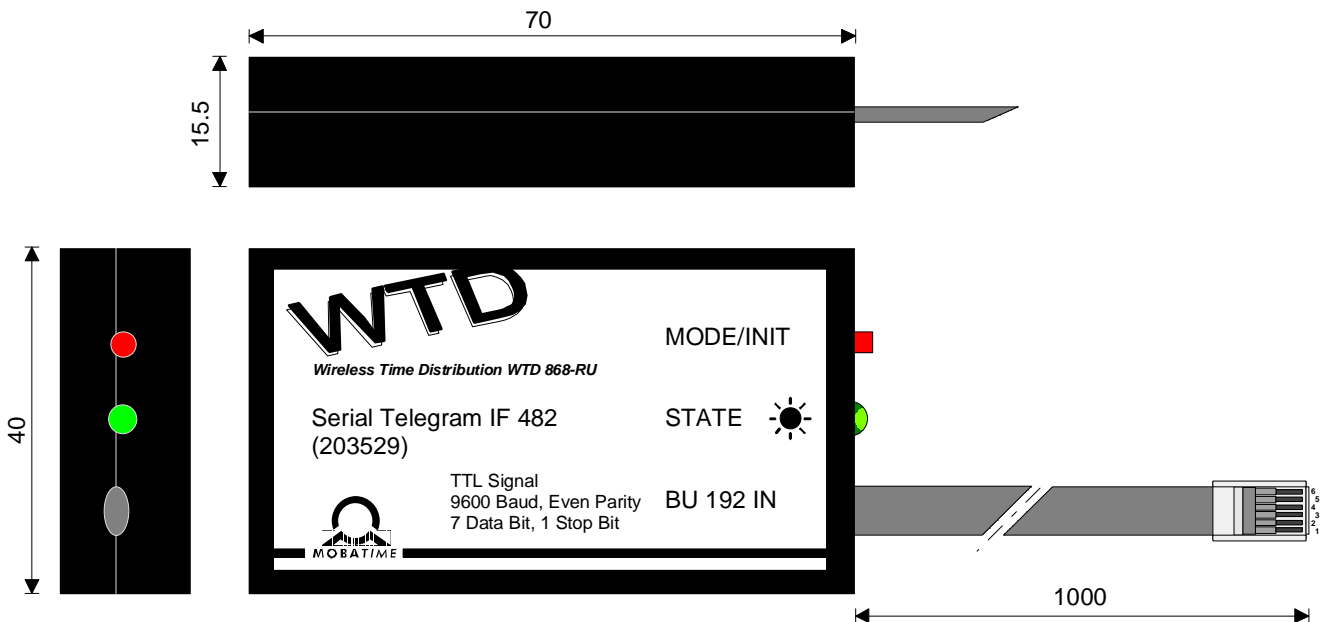 70
15.5
40
WTD
MODE/INIT
Wireless Time Distribution WTD 868-RU
Serial Telegram IF 482
(203529)
STATE
TTL Signal
9600 Baud, Even Parity
7 Data Bit, 1 Stop Bit
BU 192 IN
MOBATIME
6
5
4
3
2
1
1000